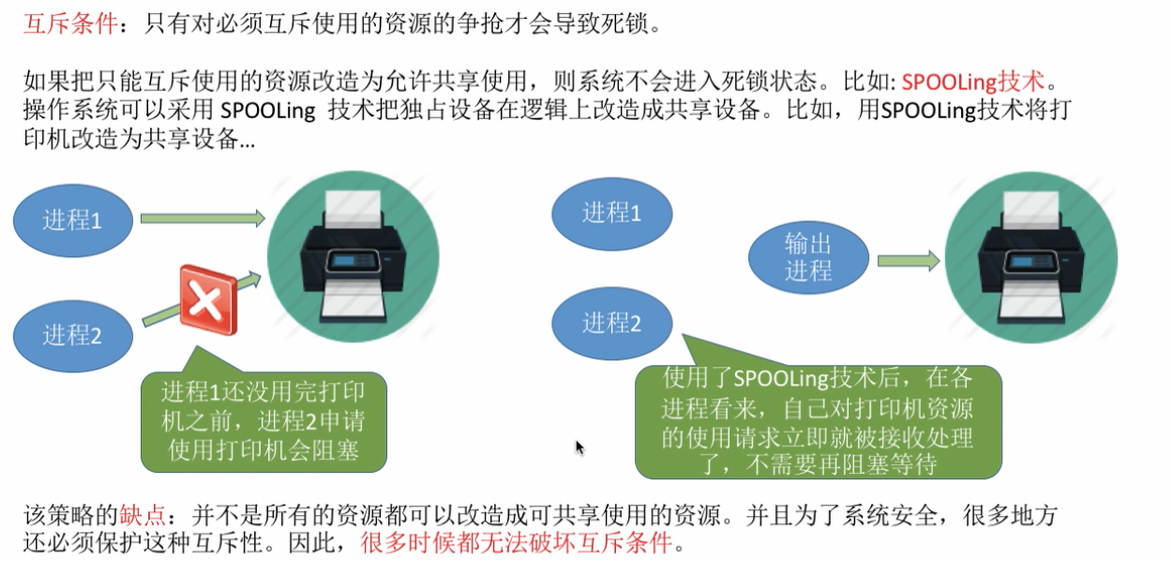 互斥条件：只有对必须互斥使用的资源的争抢才会导致死锁。
如果把只能互斥使用的资源改造为允许共享使用，则系统不会进入死锁状态。比如: SPOOLing技术。
操作系统可以采用 SPOOLing 技术把独占设备在逻辑上改造成共享设备。比如，用SPOOLing技术将打
印机改造为共享设备...
进程1
进程2
进程1还没用完打印
机之前，进程2申请
使用打印机会阻塞
进程1
进程2
输出
进程
使用了SPOOLing技术后，在各
进程看来，自己对打印机资源
的使用请求立即就被接收处理
了，不需要再阻塞等待
该策略的缺点：并不是所有的资源都可以改造成可共享使用的资源。并且为了系统安全，很多地方
还必须保护这种互斥性。因此，很多时候都无法破坏互斥条件。